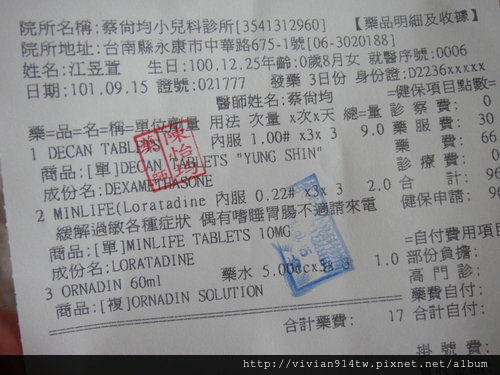 院所名稱:蔡尙均小兒科診所[3541312960]
【藥品明細及收據】
院所地址:台南縣永康市中華路675-1號[06-3020188]
姓名:江昱萱 生日:100.12.25年齡:0歲8月女 就醫序號:0006
日期:101.09.15 證號:021777 發藥 3日份 身份證:D2236xxxxx
醫師姓名:蔡尙均 =健保項目點數=
藥=品=名=稱=單位劑量 用法 次量 x次x天 總=量 診察費: 0
1 DECAN TABLETS 內服 1.00# x3x 3 9.0 藥服費: 30
商品:[單]DECAN TABLETS "YUNG SHIN" 藥 費: 66
成份名:DEXAMETHASONE 診療費: 0
2 MINLIFE(Loratadine 內服 0.22# x3x 3 2.0 合 計: 96
緩解過敏各種症狀 偶有嗜睡胃腸不適請來電 健保申請: 96
商品:[單]MINLIFE TABLETS 10MG
成份名:LORATADINE =自付費用項目
3 ORNADIN 60ml 藥水 5.00ccx3x 3 1.0 部份負擔:
商品:[複]ORNADIN SOLUTION 高門診:
藥費自付:
合計藥費: 17 合計自付:
掛號費:
陳怡均
藥師
http://vivian914tw.pixnet.net/album